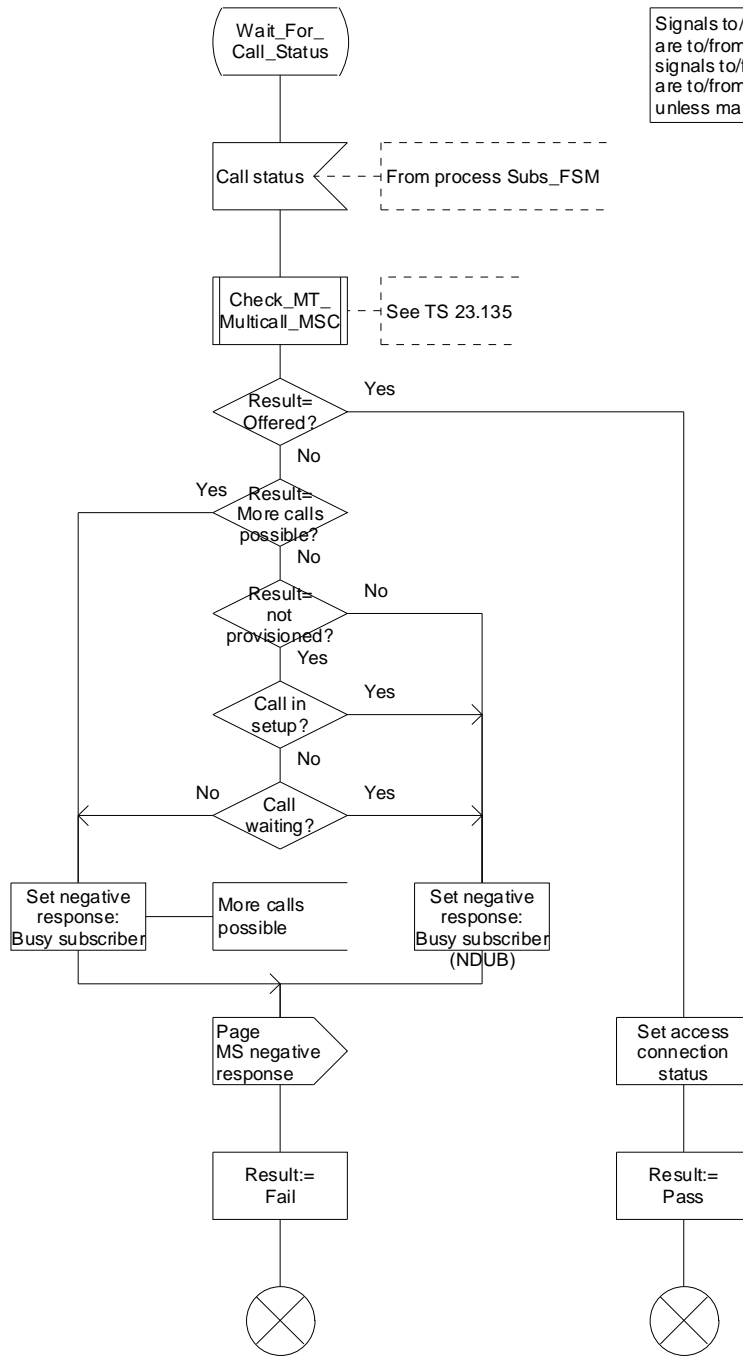 Wait_For_
Call_Status
Signals to/
are to/from
signals to/f
are to/from
unless ma
Call status
From process Subs_FSM
Check_MT_
Multicall_MSC
See TS 23.135
Result=
Offered?
Yes
No
Yes
Result=
More calls
possible?
No
Result=
not
provisioned?
No
Yes
Call in
setup?
Yes
No
No
Call
waiting?
Yes
Set negative
response:
Busy subscriber
More calls
possible
Set negative
response:
Busy subscriber
(NDUB)
Page
MS negative
response
Set access
connection
status
Result:=
Fail
Result:=
Pass